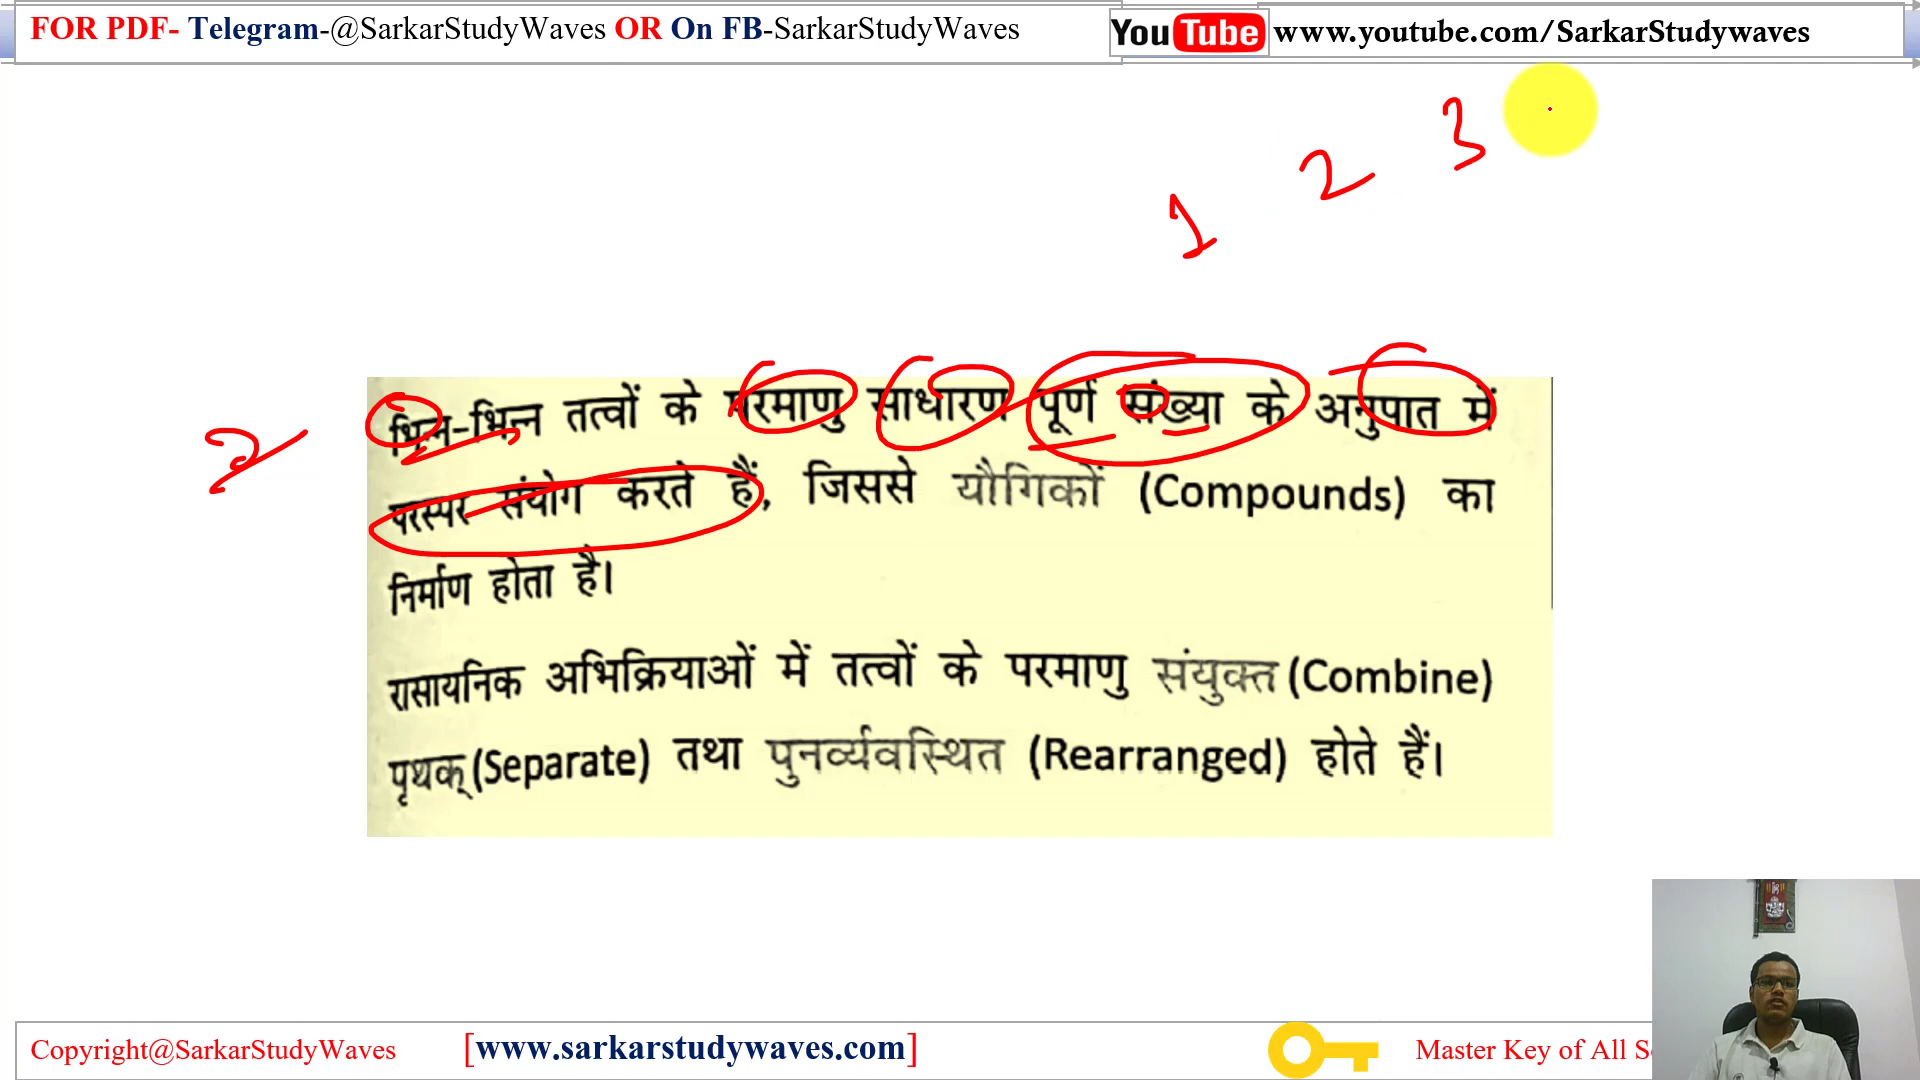 FOR PDF- Telegram-@SarkarStudyWaves OR On FB-SarkarStudyWaves
YouTube www.youtube.com/SarkarStudywaves
1 2 3
2
भिन्न-भिन्न तत्वों के परमाणु साधारण पूर्ण संख्या के अनुपात में
परस्पर संयोग करते हैं, जिससे यौगिकों (Compounds) का
निर्माण होता है।
रासायनिक अभिक्रियाओं में तत्वों के परमाणु संयुक्त (Combine)
पृथक् (Separate) तथा पुनर्व्यवस्थित (Rearranged) होते हैं।
Copyright@SarkarStudyWaves [www.sarkarstudywaves.com] Master Key of All